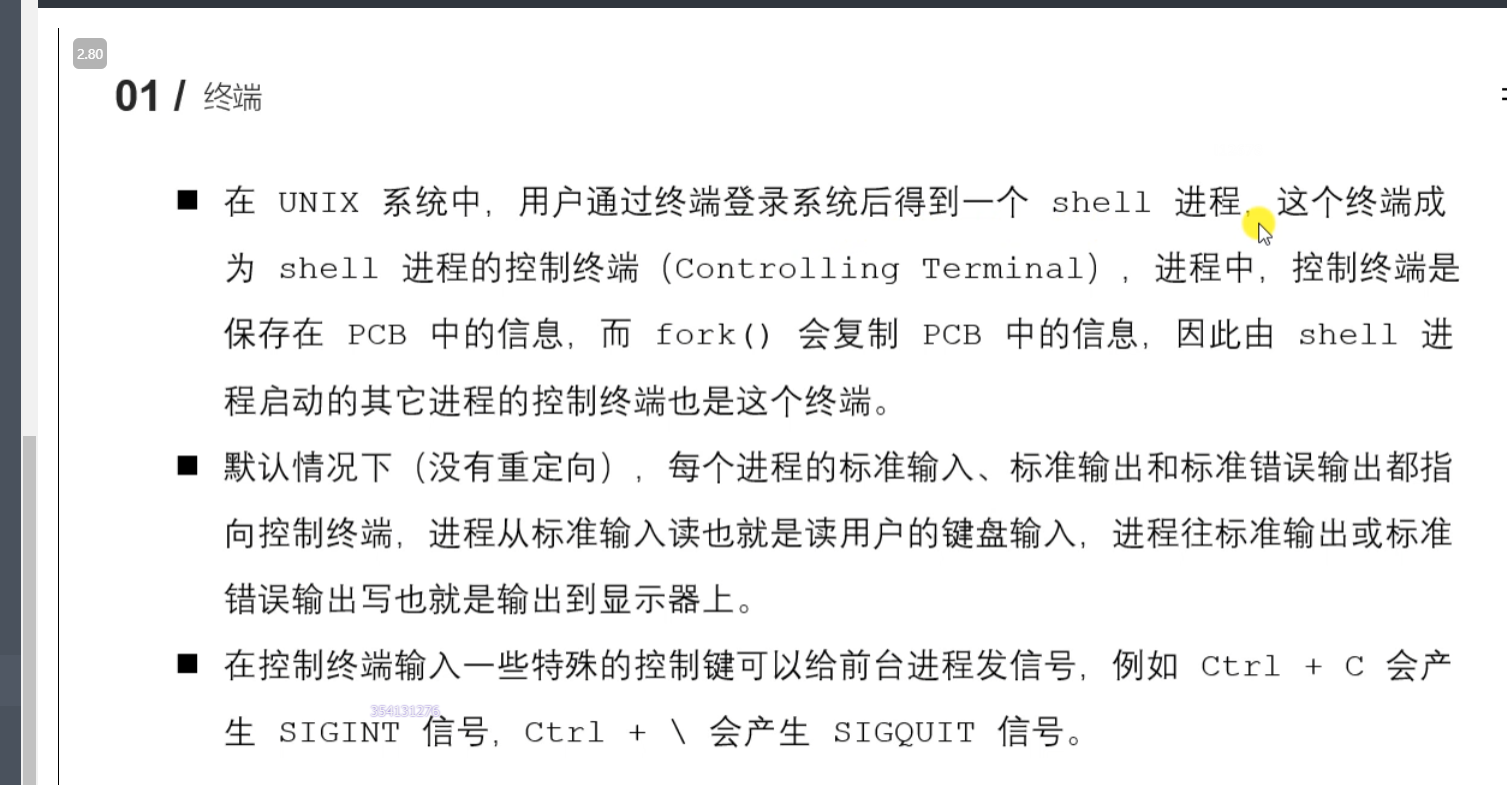 2.80
01 / 终端
■ 在 UNIX 系统中，用户通过终端登录系统后得到一个 shell 进程，这个终端成
为 shell 进程的控制终端（Controlling Terminal），进程中，控制终端是
保存在 PCB 中的信息，而 fork() 会复制 PCB 中的信息，因此由 shell 进
程启动的其它进程的控制终端也是这个终端。
■ 默认情况下（没有重定向），每个进程的标准输入、标准输出和标准错误输出都指
向控制终端，进程从标准输入读也就是读用户的键盘输入，进程往标准输出或标准
错误输出写也就是输出到显示器上。
■ 在控制终端输入一些特殊的控制键可以给前台进程发信号，例如 Ctrl + C 会产
354131276
生 SIGINT 信号，Ctrl + \ 会产生 SIGQUIT 信号。